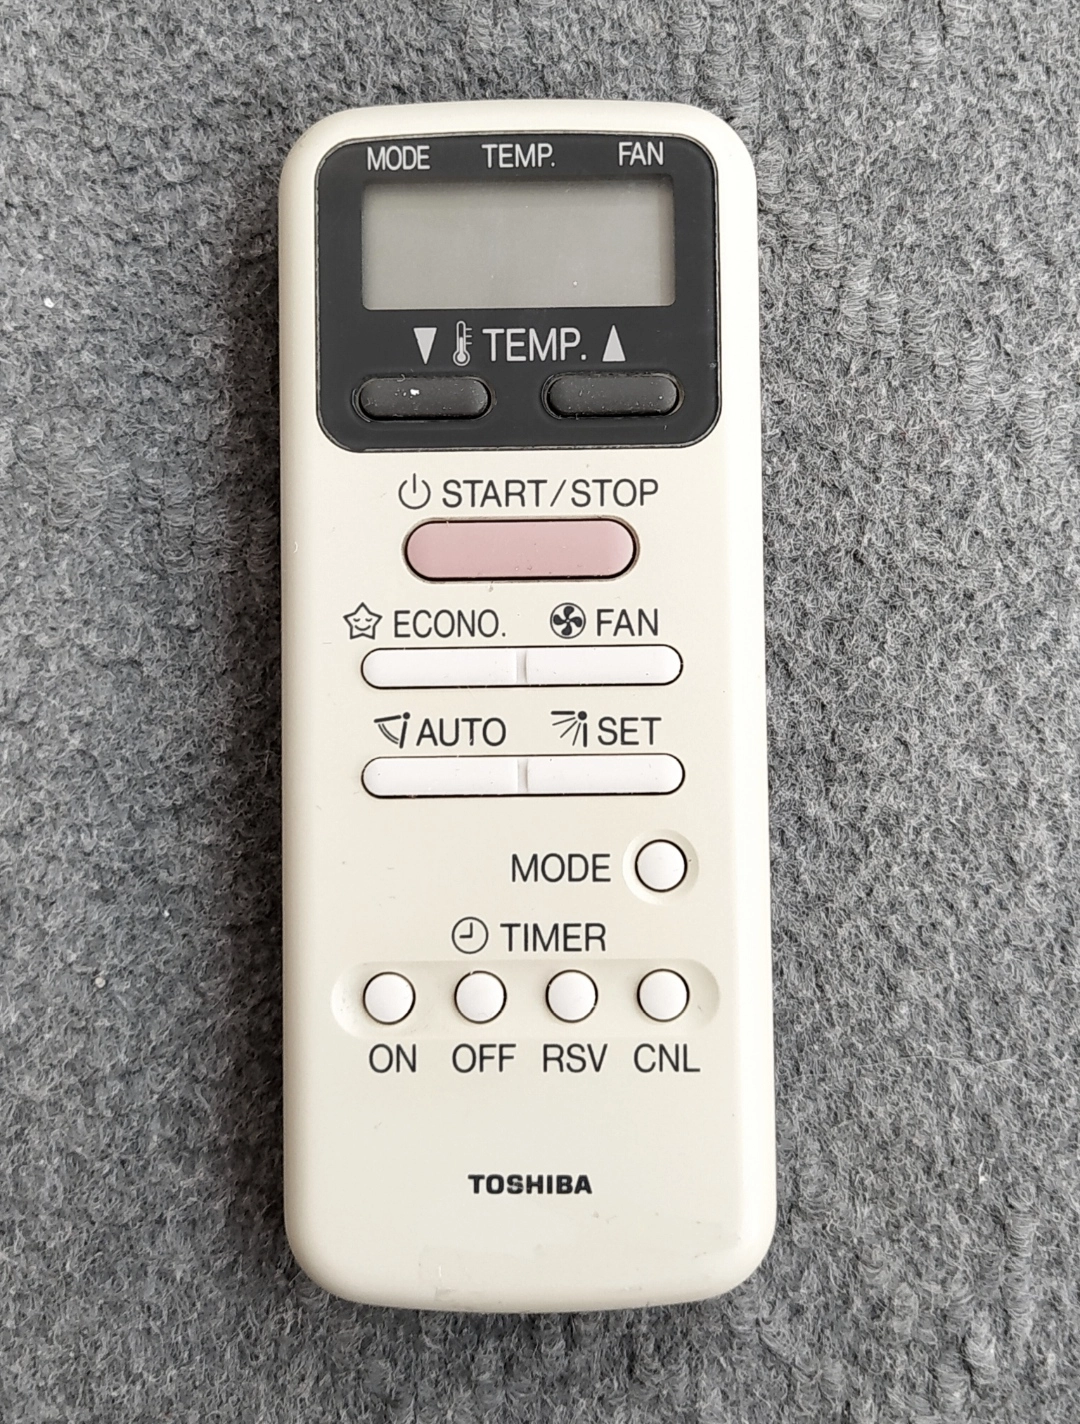 MODE TEMP. FAN
TEMP.
START/STOP
ECONO. FAN
AUTO SET
MODE
TIMER
ON OFF RSV CNL
TOSHIBA